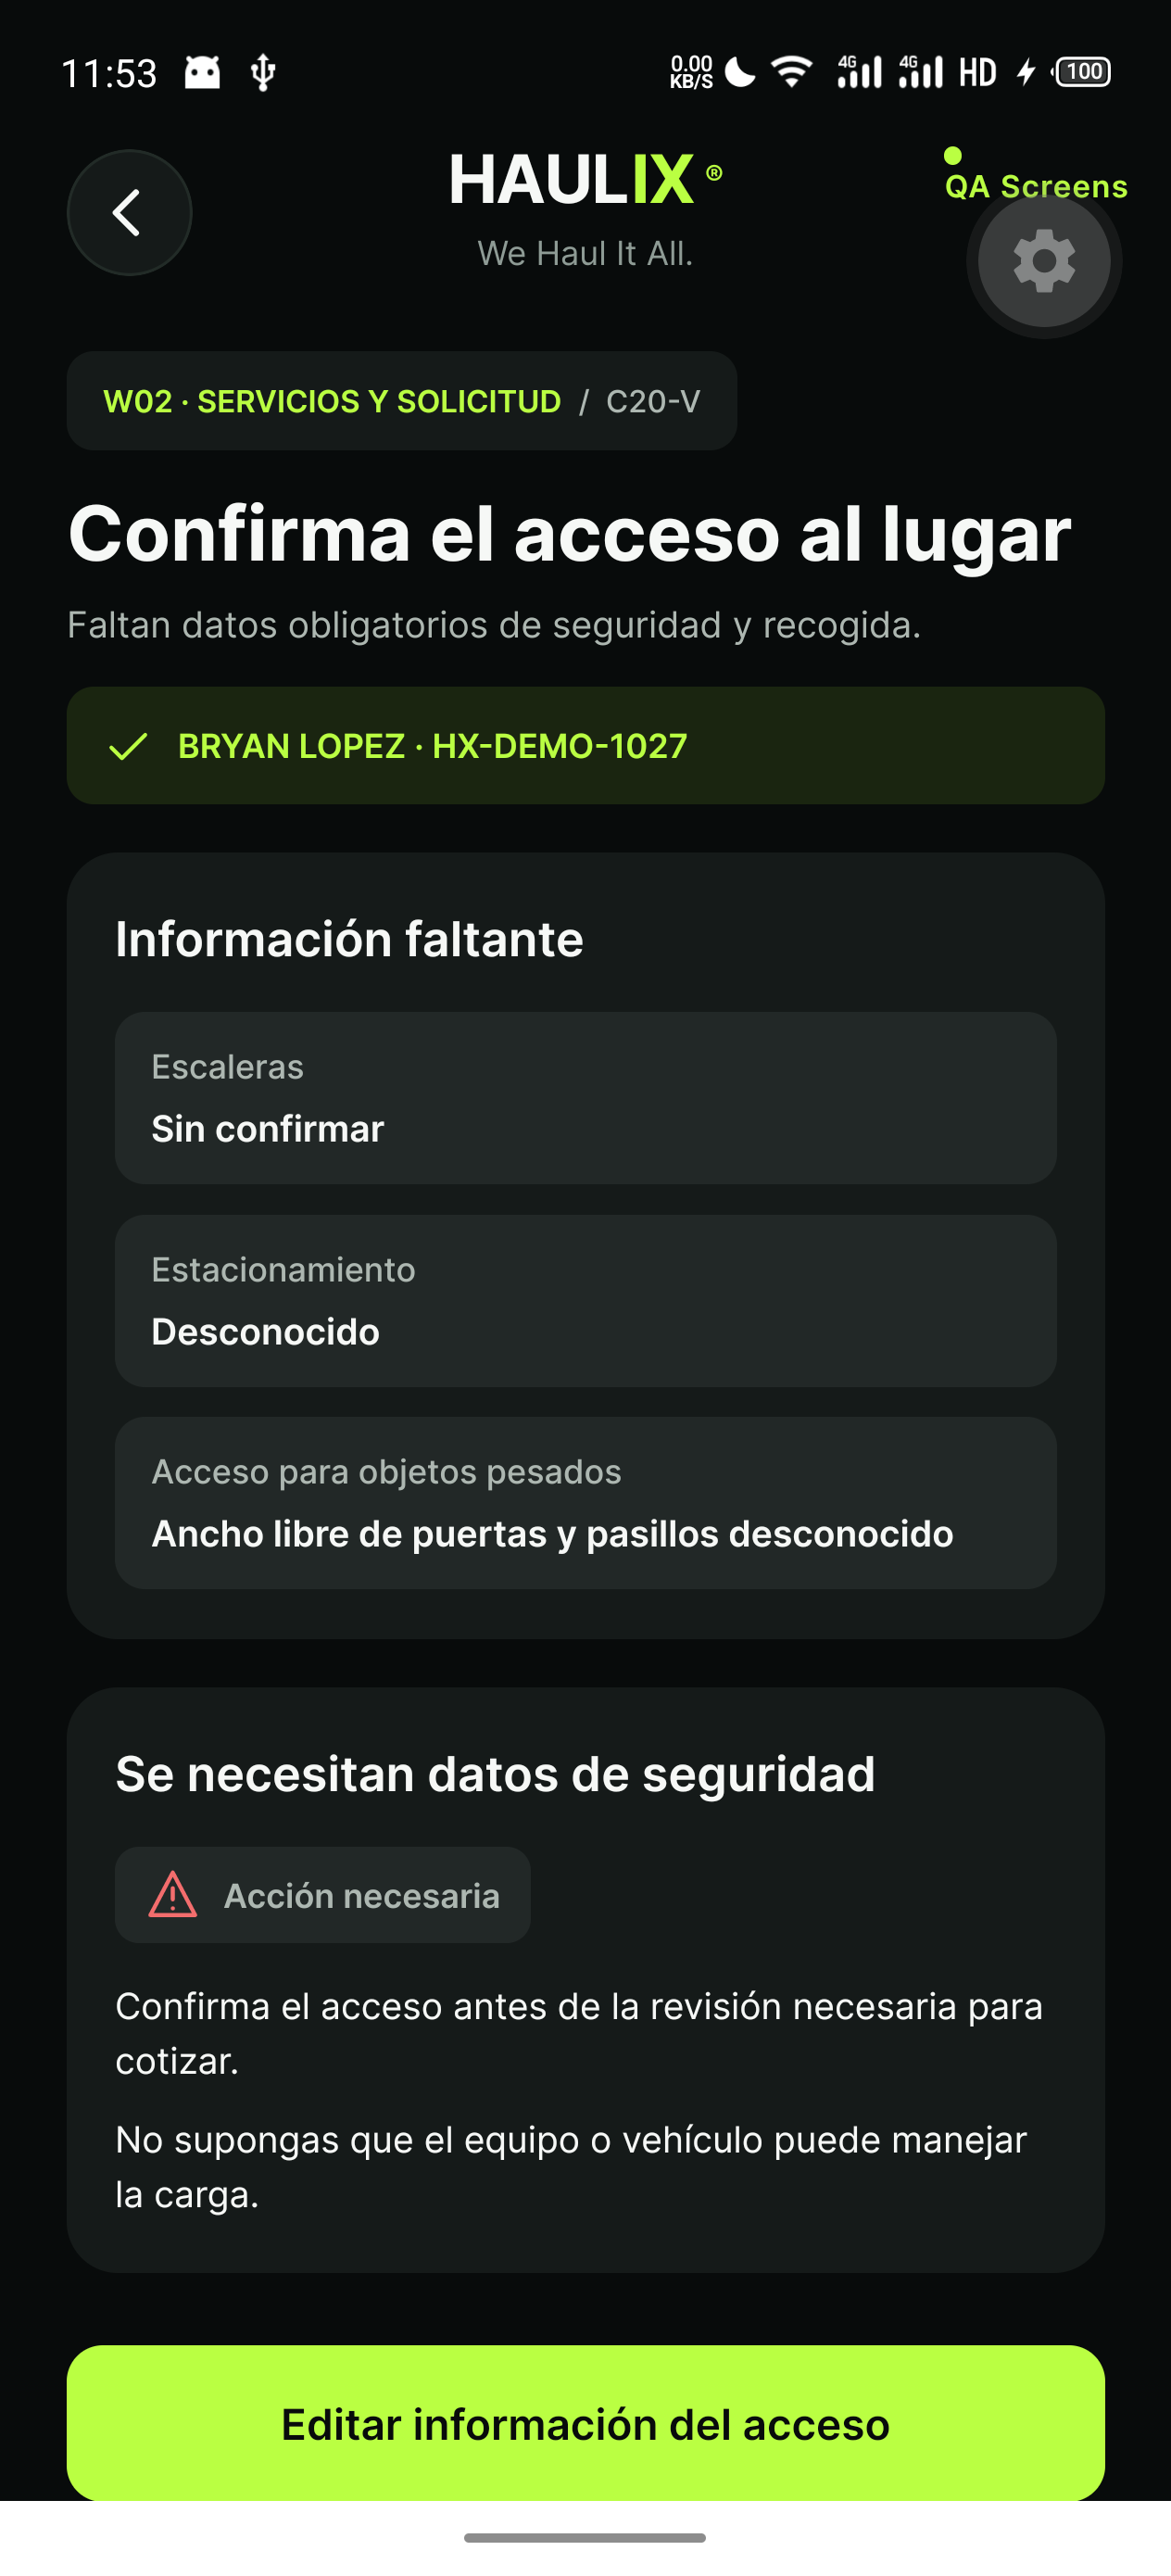 11:53
0.00 KB/S
4G 4G HD 100
HAULIX®
We Haul It All.
QA Screens
W02 · SERVICIOS Y SOLICITUD / C20-V
Confirma el acceso al lugar
Faltan datos obligatorios de seguridad y recogida.
BRYAN LOPEZ · HX-DEMO-1027
Información faltante
Escaleras
Sin confirmar
Estacionamiento
Desconocido
Acceso para objetos pesados
Ancho libre de puertas y pasillos desconocido
Se necesitan datos de seguridad
Acción necesaria
Confirma el acceso antes de la revisión necesaria para
cotizar.
No supongas que el equipo o vehículo puede manejar
la carga.
Editar información del acceso